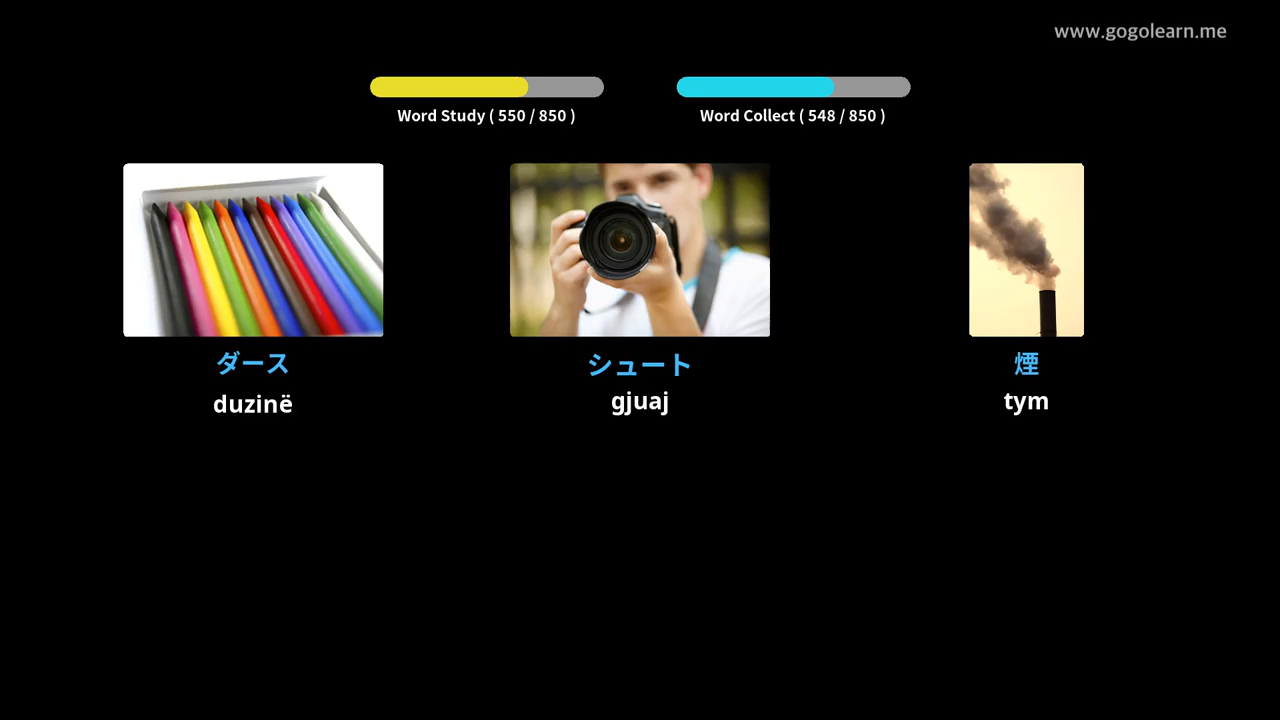 www.gogolearn.me
Word Study ( 550 / 850 )
Word Collect ( 548 / 850 )
ダース
シュート
煙
duzinë
gjuaj
tym